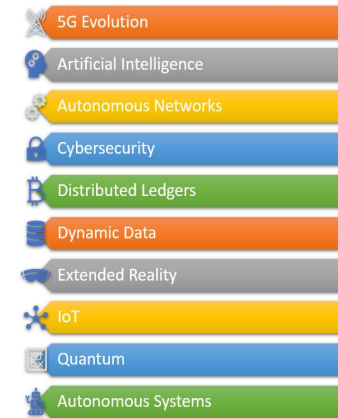 5G Evolution
Artificial Intelligence
Autonomous Networks
Cybersecurity
Distributed Ledgers
Dynamic Data
Extended Reality
IoT
Quantum
Autonomous Systems